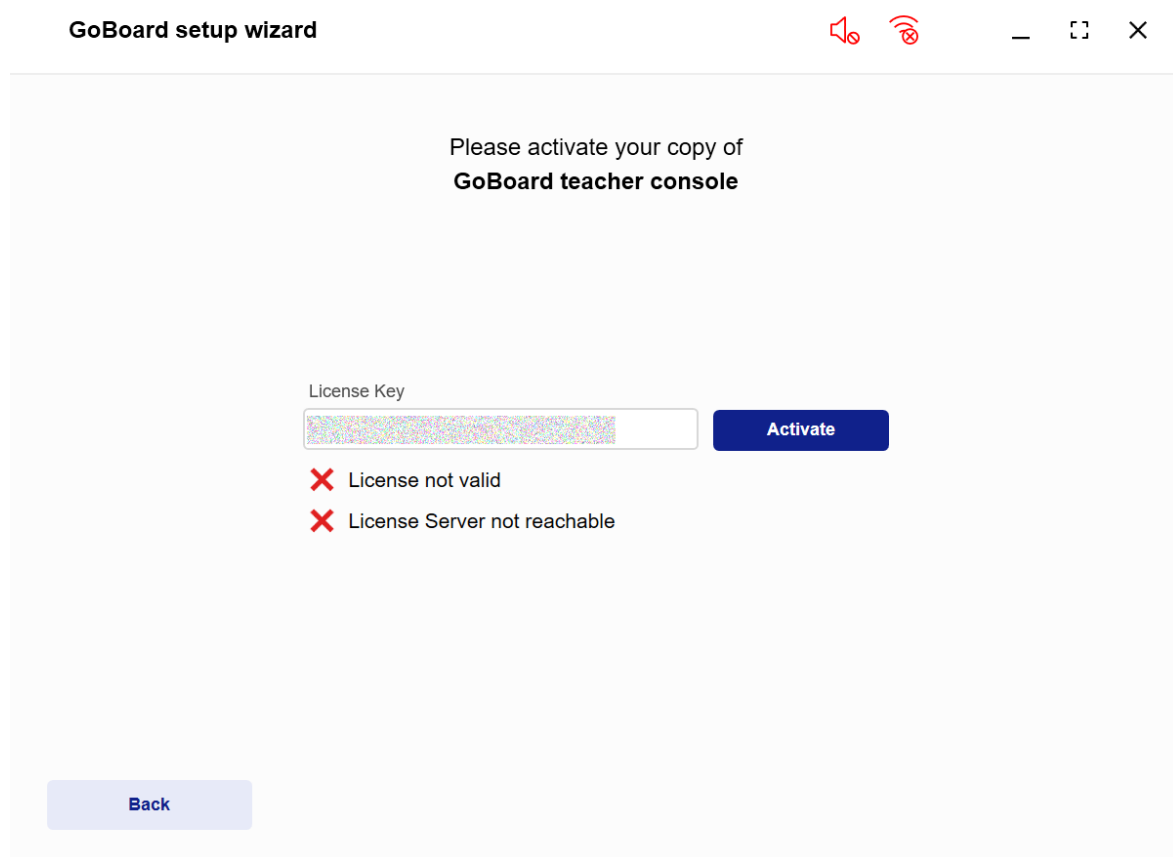 GoBoard setup wizard
Please activate your copy of
GoBoard teacher console
License Key
Activate
License not valid
License Server not reachable
Back